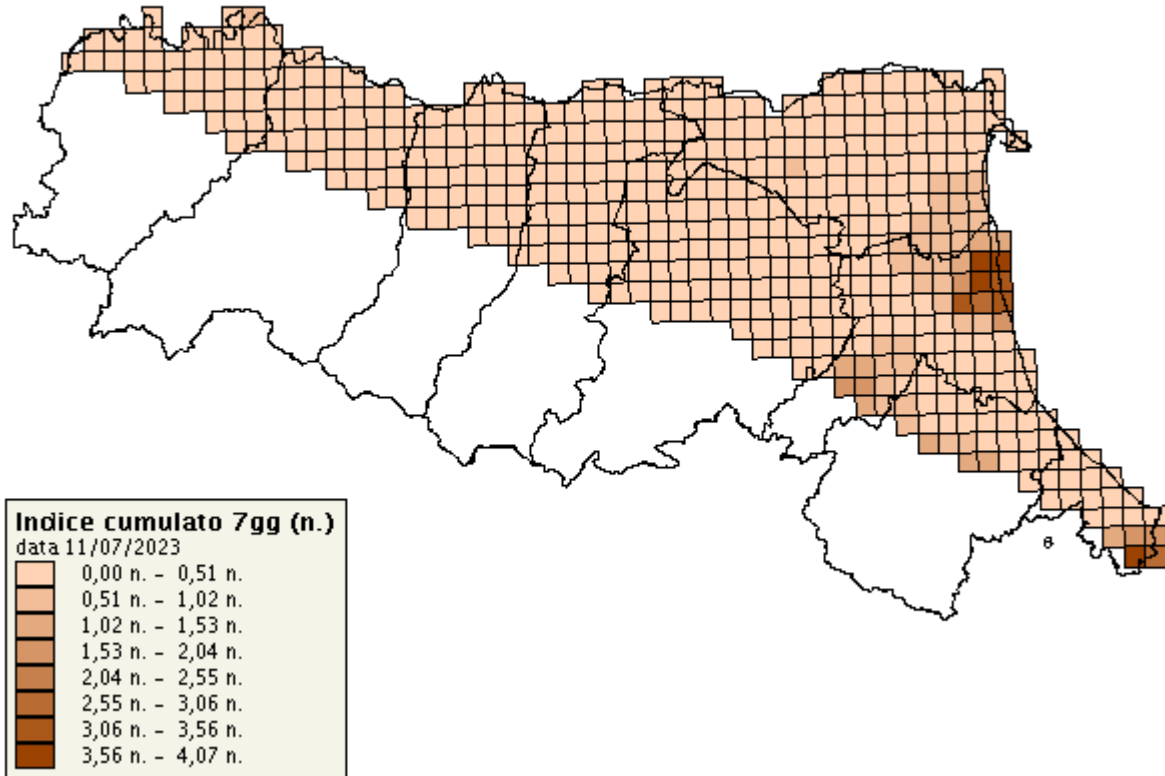 Indice cumulato 7gg (n.)
data 11/07/2023
0,00 n. - 0,51 n.
0,51 n. - 1,02 n.
1,02 n. - 1,53 n.
1,53 n. - 2,04 n.
2,04 n. - 2,55 n.
2,55 n. - 3,06 n.
3,06 n. - 3,56 n.
3,56 n. - 4,07 n.